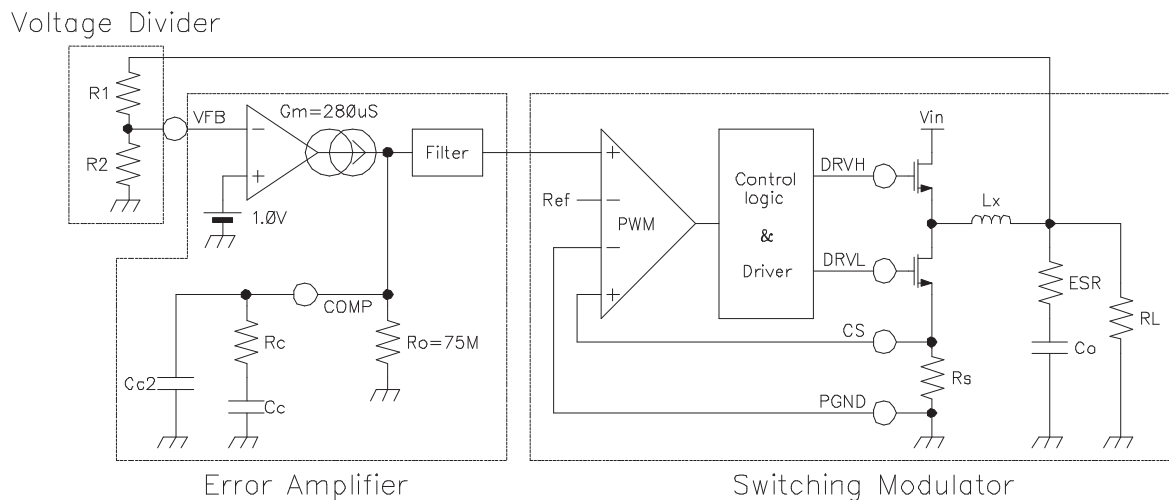 Voltage Divider
R1
R2
VFB
Gm=280uS
1.0V
Filter
COMP
Rc
Cc2
Cc
Ro=75M
Error Amplifier
Ref
PWM
Control
logic
&
Driver
DRVH
DRVL
CS
PGND
Vin
Lx
Rs
ESR
Co
RL
Switching Modulator